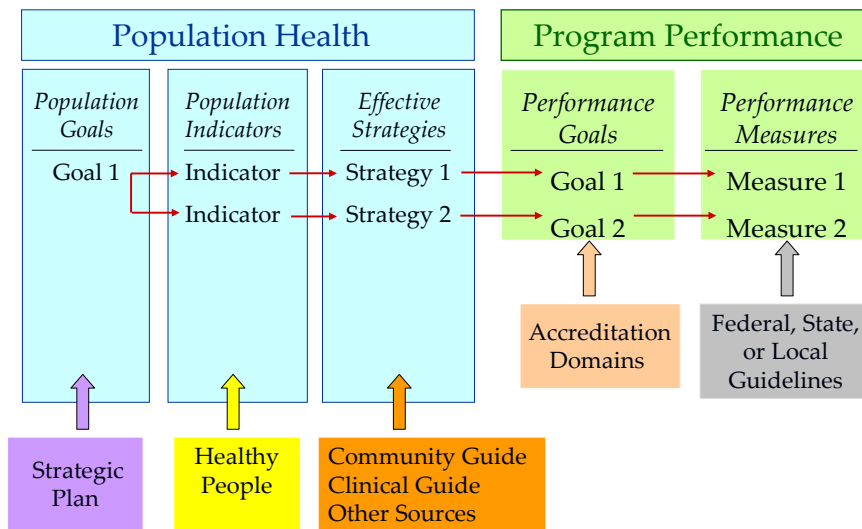 Population Health
Program Performance
Population
Goals
Population
Indicators
Effective
Strategies
Performance
Goals
Performance
Measures
Goal 1
Indicator
Strategy 1
Goal 1
Measure 1
Indicator
Strategy 2
Goal 2
Measure 2
Accreditation
Domains
Federal, State,
or Local
Guidelines
Strategic
Plan
Healthy
People
Community Guide
Clinical Guide
Other Sources